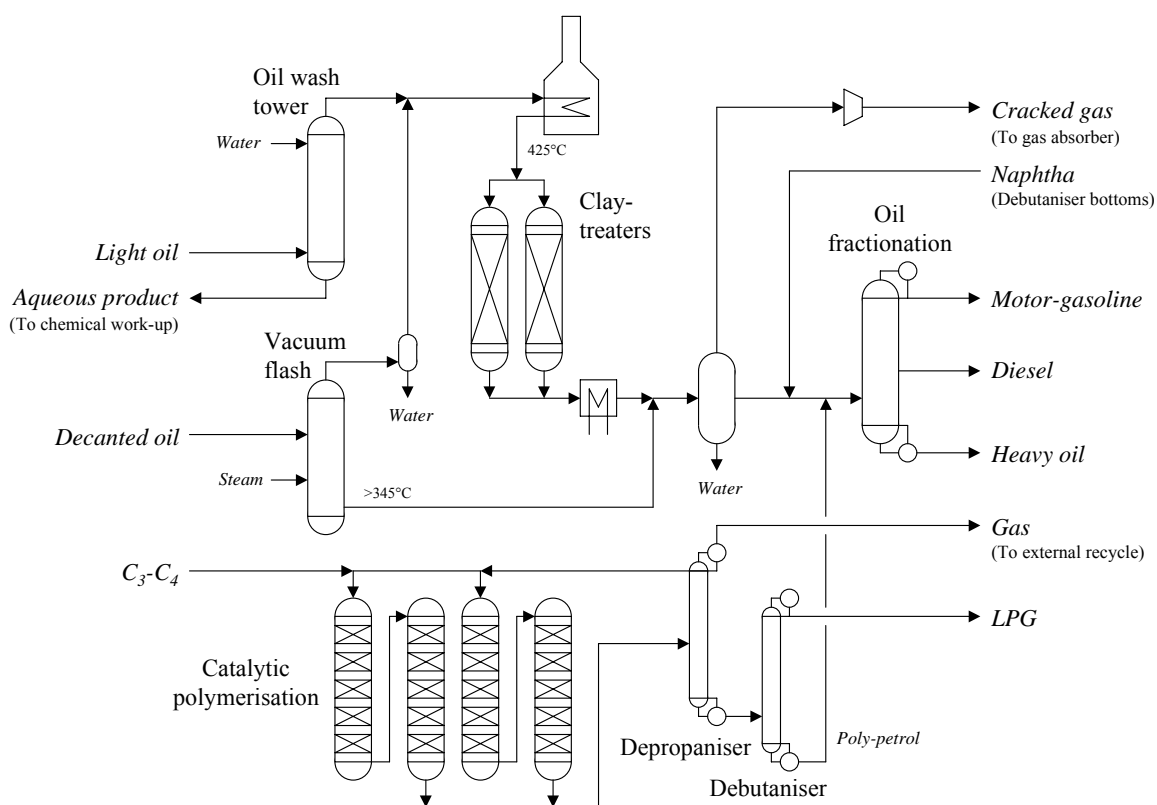 Oil wash
tower
Water
425°C
Cracked gas
(To gas absorber)
Naphtha
(Debutaniser bottoms)
Clay-
treaters
Oil
fractionation
Light oil
Aqueous product
(To chemical work-up)
Motor-gasoline
Vacuum
flash
Diesel
Water
Decanted oil
Heavy oil
Steam
Water
>345°C
Gas
(To external recycle)
C3-C4
LPG
Catalytic
polymerisation
Depropaniser
Poly-petrol
Debutaniser